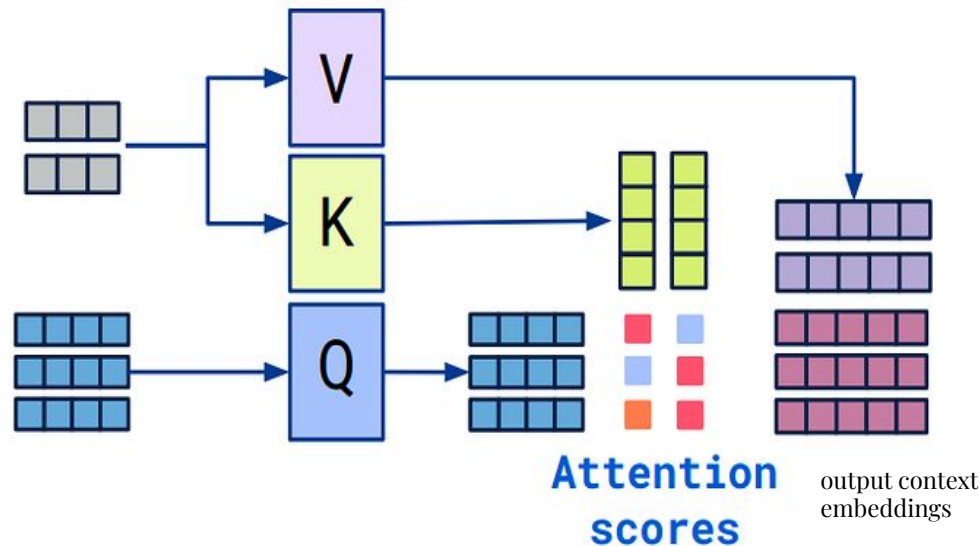 V
K
Q
Attention
scores
output context
embeddings